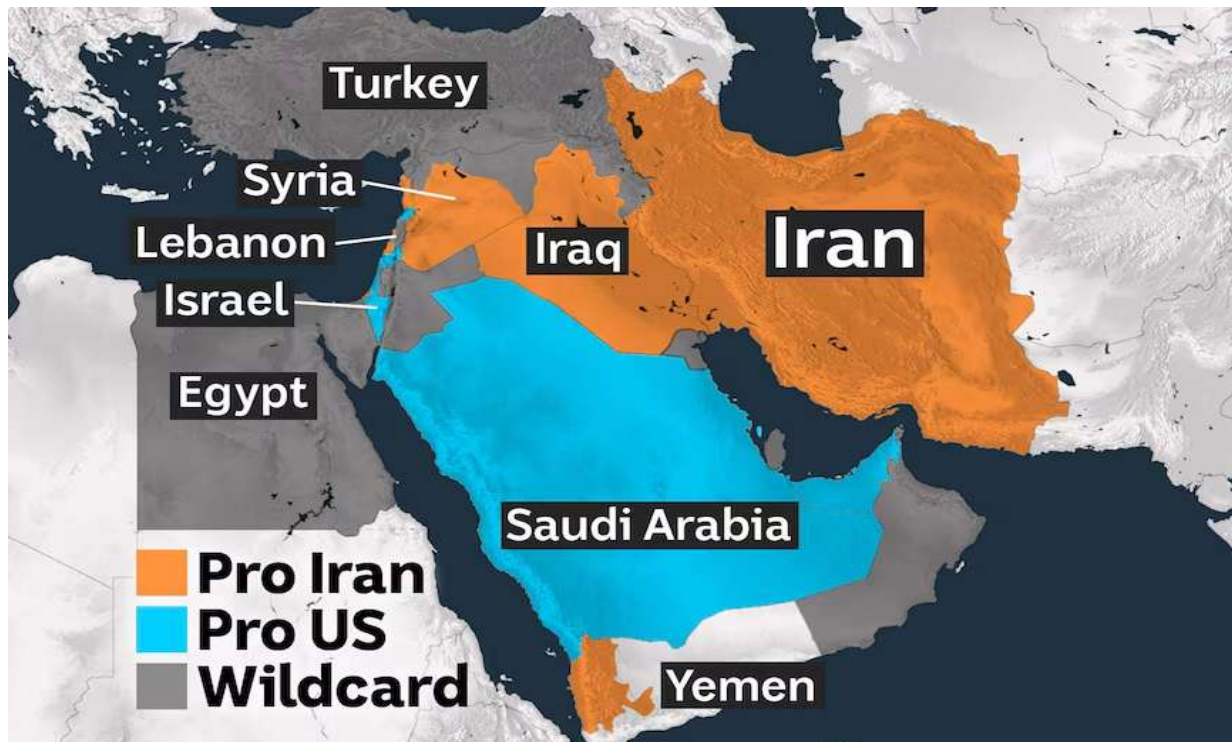 Turkey
Syria
Lebanon
Iraq
Iran
Israel
Egypt
Saudi Arabia
Pro Iran
Pro US
Wildcard
Yemen